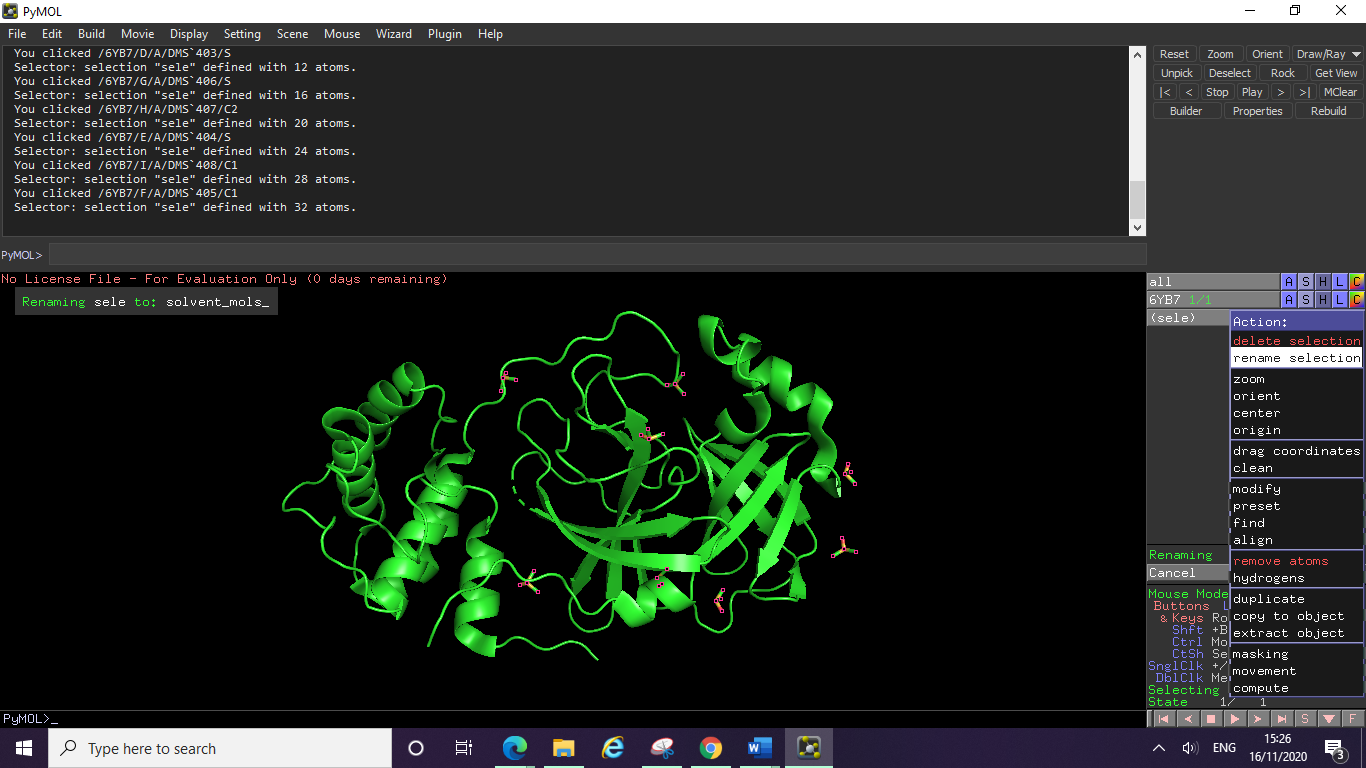 PyMOL
File Edit Build Movie Display Setting Scene Mouse Wizard Plugin Help
You clicked /6YB7/D/A/DMS`403/S
Selector: selection "sele" defined with 12 atoms.
You clicked /6YB7/G/A/DMS`406/S
Selector: selection "sele" defined with 16 atoms.
You clicked /6YB7/H/A/DMS`407/C2
Selector: selection "sele" defined with 20 atoms.
You clicked /6YB7/E/A/DMS`404/S
Selector: selection "sele" defined with 24 atoms.
You clicked /6YB7/I/A/DMS`408/C1
Selector: selection "sele" defined with 28 atoms.
You clicked /6YB7/F/A/DMS`405/C1
Selector: selection "sele" defined with 32 atoms.
PyMOL>
Reset Zoom Orient Draw/Ray
Unpick Deselect Rock Get View
|< < Stop Play > >| MClear
Builder Properties Rebuild
No License File - For Evaluation Only (0 days remaining)
Renaming sele to: solvent_mols_
all A S H L C
6YB7 1/1 A S H L C
(sele)
Action:
delete selection
rename selection
zoom
orient
center
origin
drag coordinates
clean
modify
preset
find
align
remove atoms
hydrogens
duplicate
copy to object
extract object
masking
movement
compute
Renaming
Cancel
Mouse Mode
Buttons L
& Keys Ro
Shft +B
Ctrl Mo
CtSh Se
SnglClk +/
DblClk Me
Selecting
State 1/ 1
PyMOL>_
S F
Type here to search
ENG
15:26
16/11/2020
3